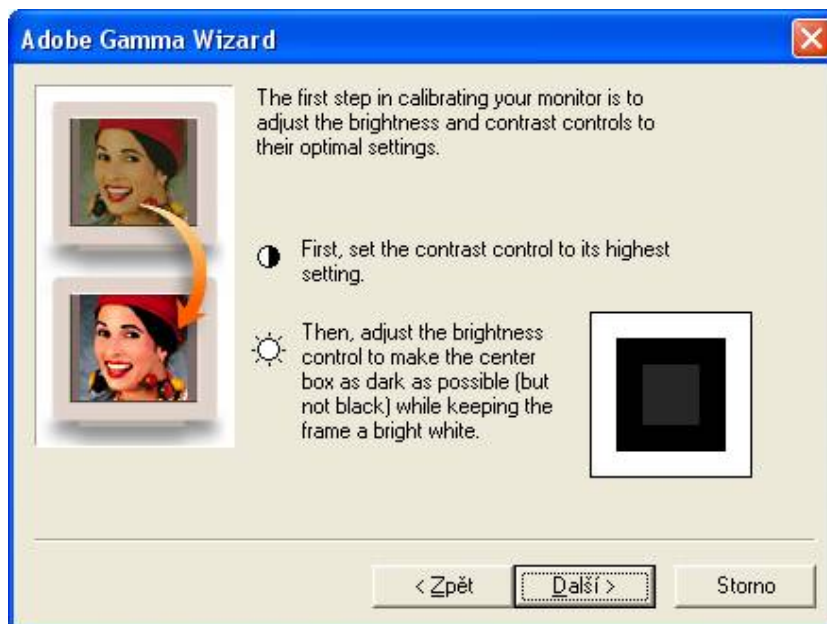 Adobe Gamma Wizard
The first step in calibrating your monitor is to
adjust the brightness and contrast controls to
their optimal settings.
First, set the contrast control to its highest
setting.
Then, adjust the brightness
control to make the center
box as dark as possible (but
not black) while keeping the
frame a bright white.
< Zpět
Další >
Storno